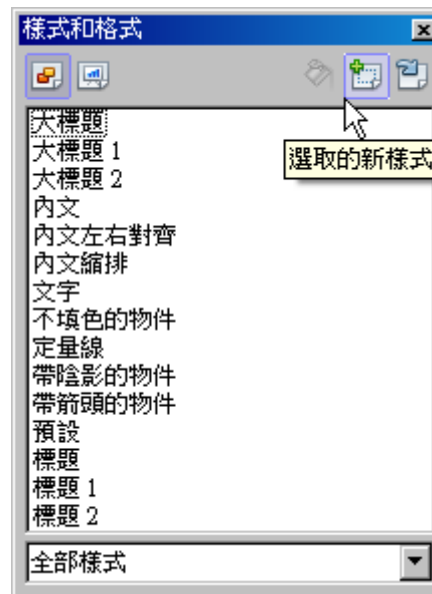 樣式和格式
選取的新樣式
大標題
大標題 1
大標題 2
內文
內文左右對齊
內文縮排
文字
不填色的物件
定量線
帶陰影的物件
帶箭頭的物件
預設
標題
標題 1
標題 2
全部樣式